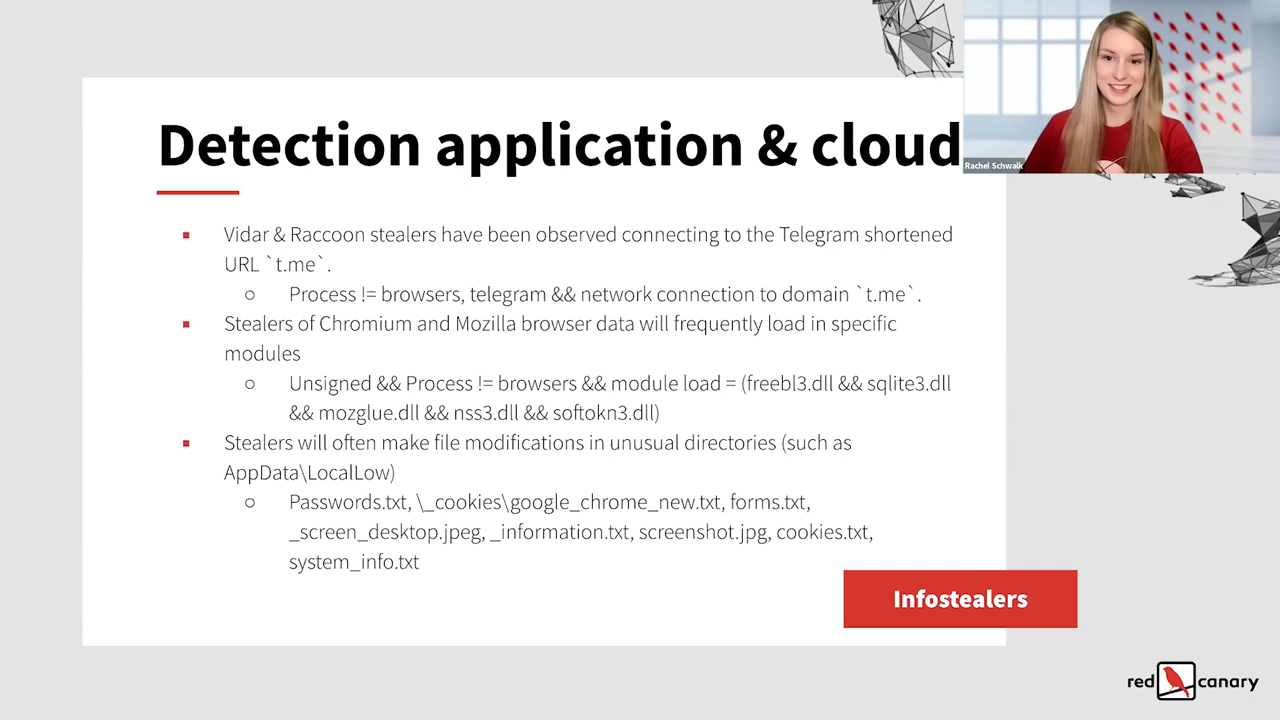 Detection application & cloud
Rachel Schwalk
Vidar & Raccoon stealers have been observed connecting to the Telegram shortened
URL `t.me`.
Process != browsers, telegram && network connection to domain `t.me`.
Stealers of Chromium and Mozilla browser data will frequently load in specific
modules
Unsigned && Process != browsers && module load = (freebl3.dll && sqlite3.dll
&& mozglue.dll && nss3.dll && softokn3.dll)
Stealers will often make file modifications in unusual directories (such as
AppData\LocalLow)
Passwords.txt, \_cookies\google_chrome_new.txt, forms.txt,
_screen_desktop.jpeg, _information.txt, screenshot.jpg, cookies.txt,
system_info.txt
Infostealers
red canary